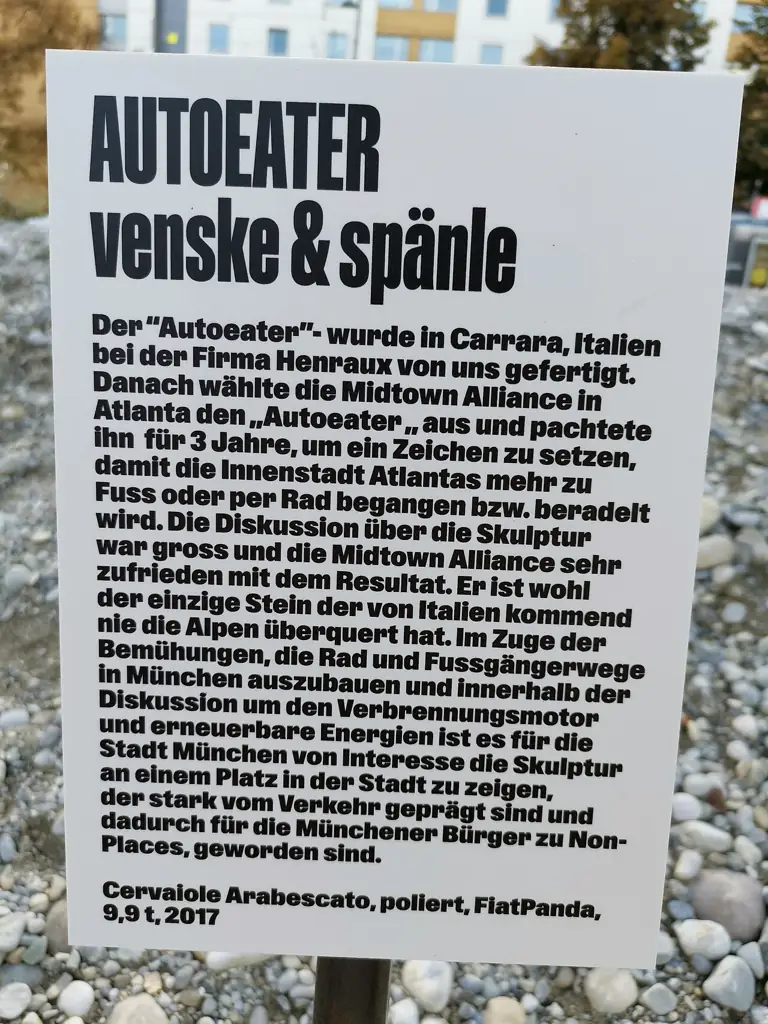 AUTOEATER
venske & spänle
Der “Autoeater”- wurde in Carrara, Italien
bei der Firma Henraux von uns gefertigt.
Danach wählte die Midtown Alliance in
Atlanta den „Autoeater „ aus und pachtete
ihn für 3 Jahre, um ein Zeichen zu setzen,
damit die Innenstadt Atlantas mehr zu
Fuss oder per Rad begangen bzw. beradelt
wird. Die Diskussion über die Skulptur
war gross und die Midtown Alliance sehr
zufrieden mit dem Resultat. Er ist wohl
der einzige Stein der von Italien kommend
nie die Alpen überquert hat. Im Zuge der
Bemühungen, die Rad und Fussgängerwege
in München auszubauen und innerhalb der
Diskussion um den Verbrennungsmotor
und erneuerbare Energien ist es für die
Stadt München von Interesse die Skulptur
an einem Platz in der Stadt zu zeigen,
der stark vom Verkehr geprägt sind und
dadurch für die Münchener Bürger zu Non-
Places, geworden sind.
Cervaiole Arabescato, poliert, FiatPanda,
9,9 t, 2017